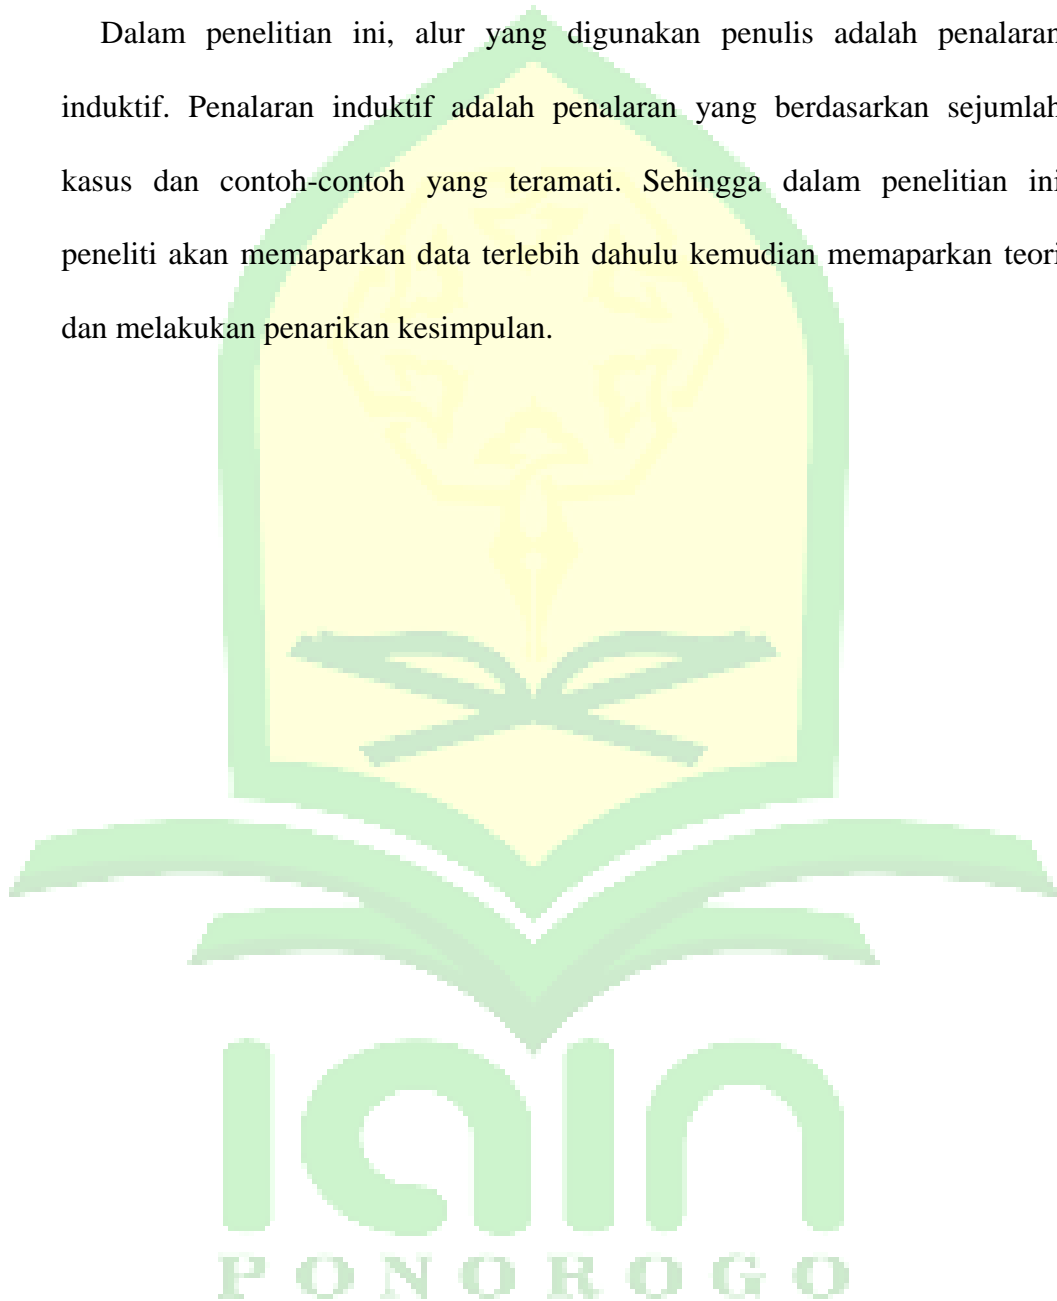 Dalam penelitian ini, alur yang digunakan penulis adalah penalaran
induktif. Penalaran induktif adalah penalaran yang berdasarkan sejumlah
kasus dan contoh-contoh yang teramati. Sehingga dalam penelitian ini
peneliti akan memaparkan data terlebih dahulu kemudian memaparkan teori
dan melakukan penarikan kesimpulan.
iain
PONOROGO